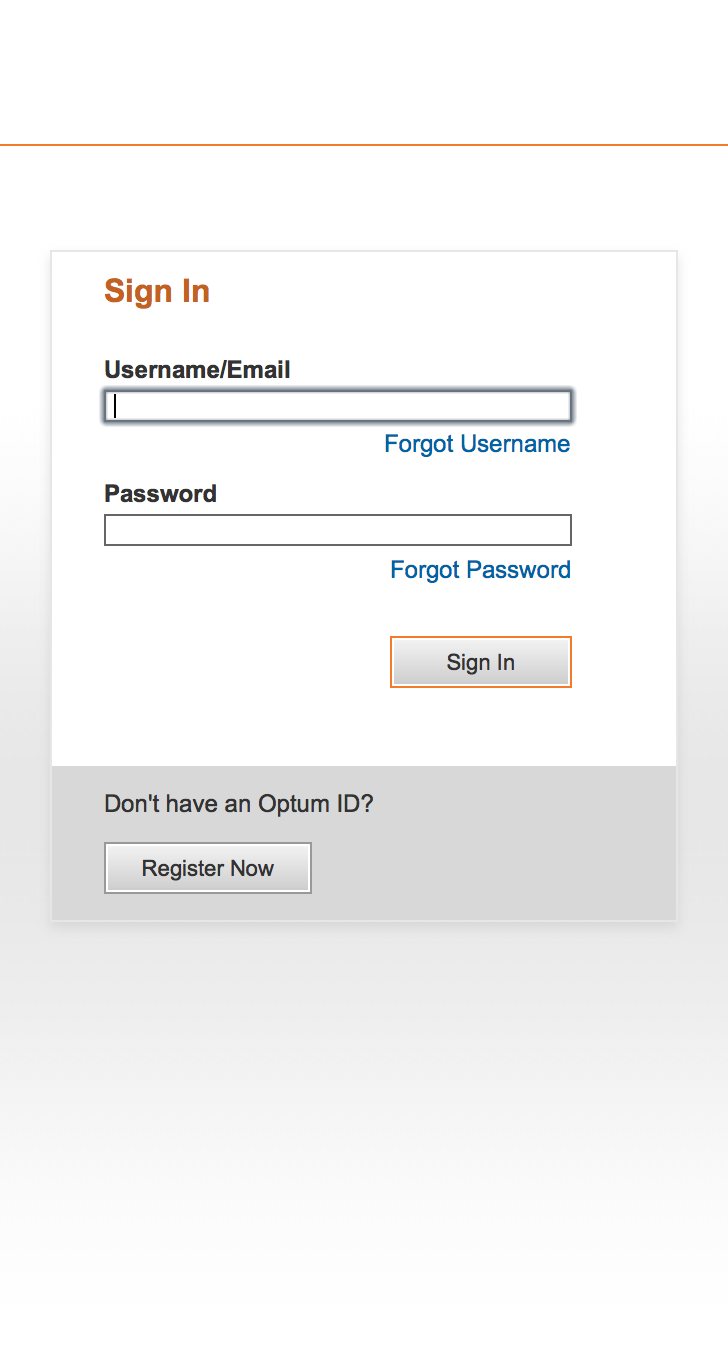 Sign In
Username/Email
Forgot Username
Password
Forgot Password
Sign In
Don't have an Optum ID?
Register Now